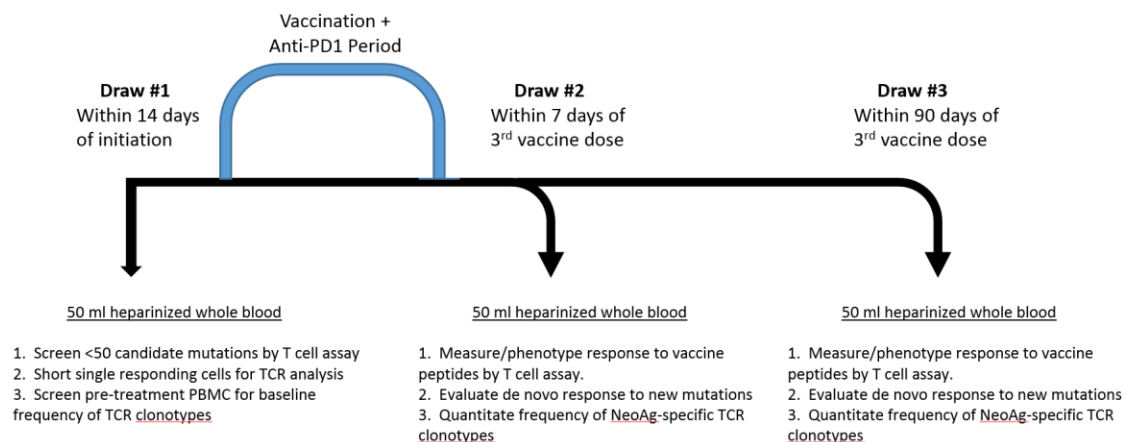 Vaccination +
Anti-PD1 Period
Draw #1
Within 14 days
of initiation
Draw #2
Within 7 days of
3rd vaccine dose
Draw #3
Within 90 days of
3rd vaccine dose
50 ml heparinized whole blood
1. Screen <50 candidate mutations by T cell assay
2. Short single responding cells for TCR analysis
3. Screen pre-treatment PBMC for baseline
frequency of TCR clonotypes
50 ml heparinized whole blood
1. Measure/phenotype response to vaccine
peptides by T cell assay.
2. Evaluate de novo response to new mutations
3. Quantitate frequency of NeoAg-specific TCR
clonotypes
50 ml heparinized whole blood
1. Measure/phenotype response to vaccine
peptides by T cell assay.
2. Evaluate de novo response to new mutations
3. Quantitate frequency of NeoAg-specific TCR
clonotypes